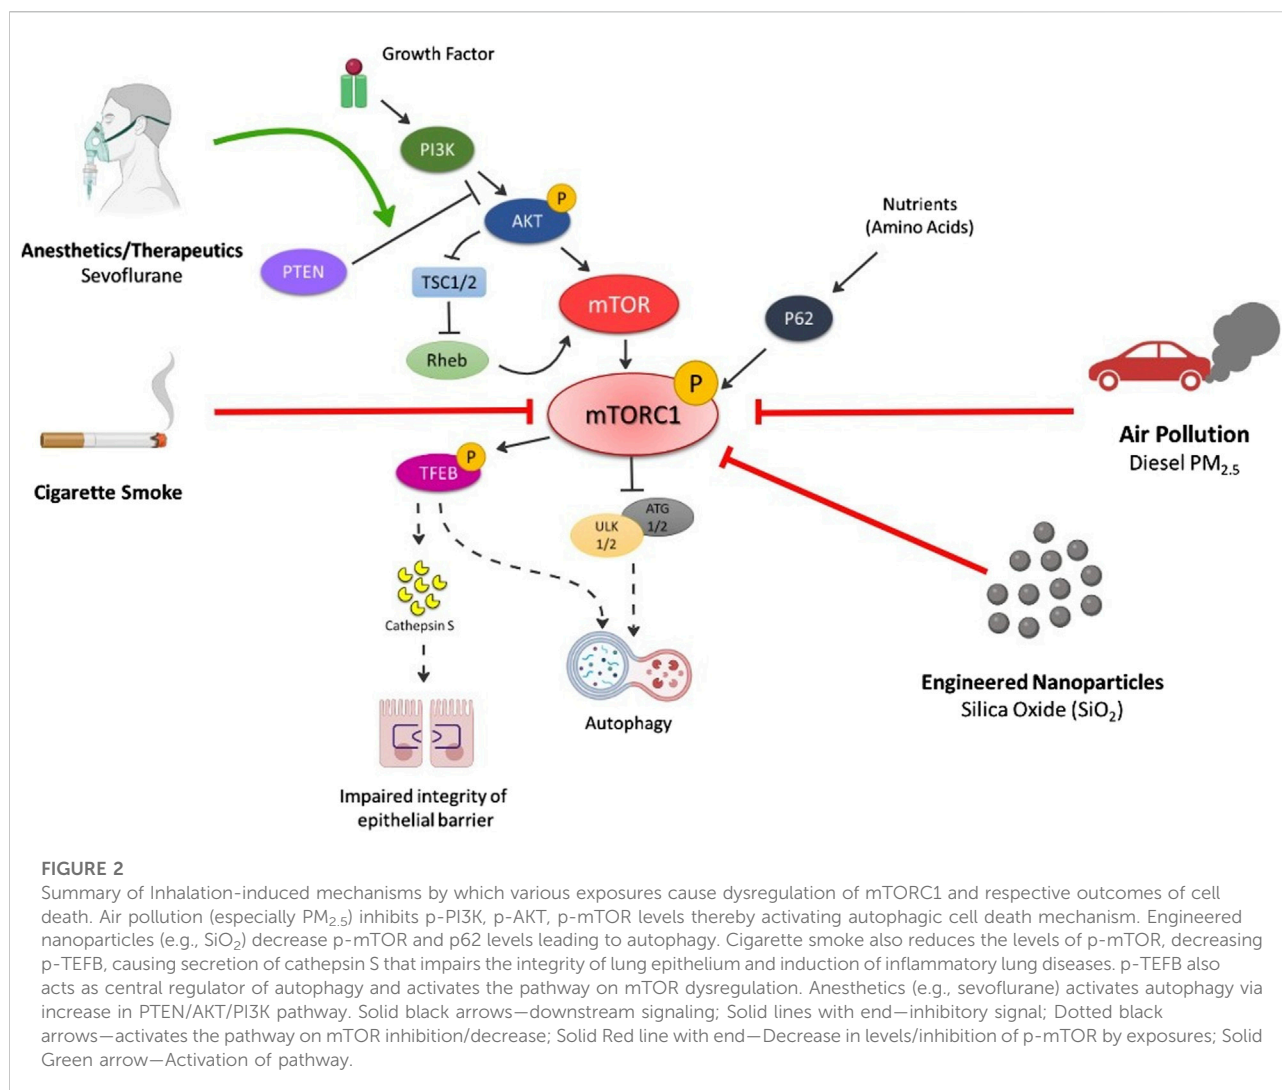 Growth Factor
PI3K
P
AKT
Anesthetics/Therapeutics
Sevoflurane
PTEN
TSC1/2
mTOR
Nutrients
(Amino Acids)
P62
Rheb
P
mTORC1
Cigarette Smoke
Air Pollution
Diesel PM2.5
P
TFEB
ATG
1/2
ULK
1/2
Cathepsin S
Autophagy
Engineered Nanoparticles
Silica Oxide (SiO2)
Impaired integrity of
epithelial barrier
FIGURE 2
Summary of Inhalation-induced mechanisms by which various exposures cause dysregulation of mTORC1 and respective outcomes of cell
death. Air pollution (especially PM2.5) inhibits p-PI3K, p-AKT, p-mTOR levels thereby activating autophagic cell death mechanism. Engineered
nanoparticles (e.g., SiO2) decrease p-mTOR and p62 levels leading to autophagy. Cigarette smoke also reduces the levels of p-mTOR, decreasing
p-TEFB, causing secretion of cathepsin S that impairs the integrity of lung epithelium and induction of inflammatory lung diseases. p-TEFB also
acts as central regulator of autophagy and activates the pathway on mTOR dysregulation. Anesthetics (e.g., sevoflurane) activates autophagy via
increase in PTEN/AKT/PI3K pathway. Solid black arrows—downstream signaling; Solid lines with end—inhibitory signal; Dotted black
arrows—activates the pathway on mTOR inhibition/decrease; Solid Red line with end—Decrease in levels/inhibition of p-mTOR by exposures; Solid
Green arrow—Activation of pathway.